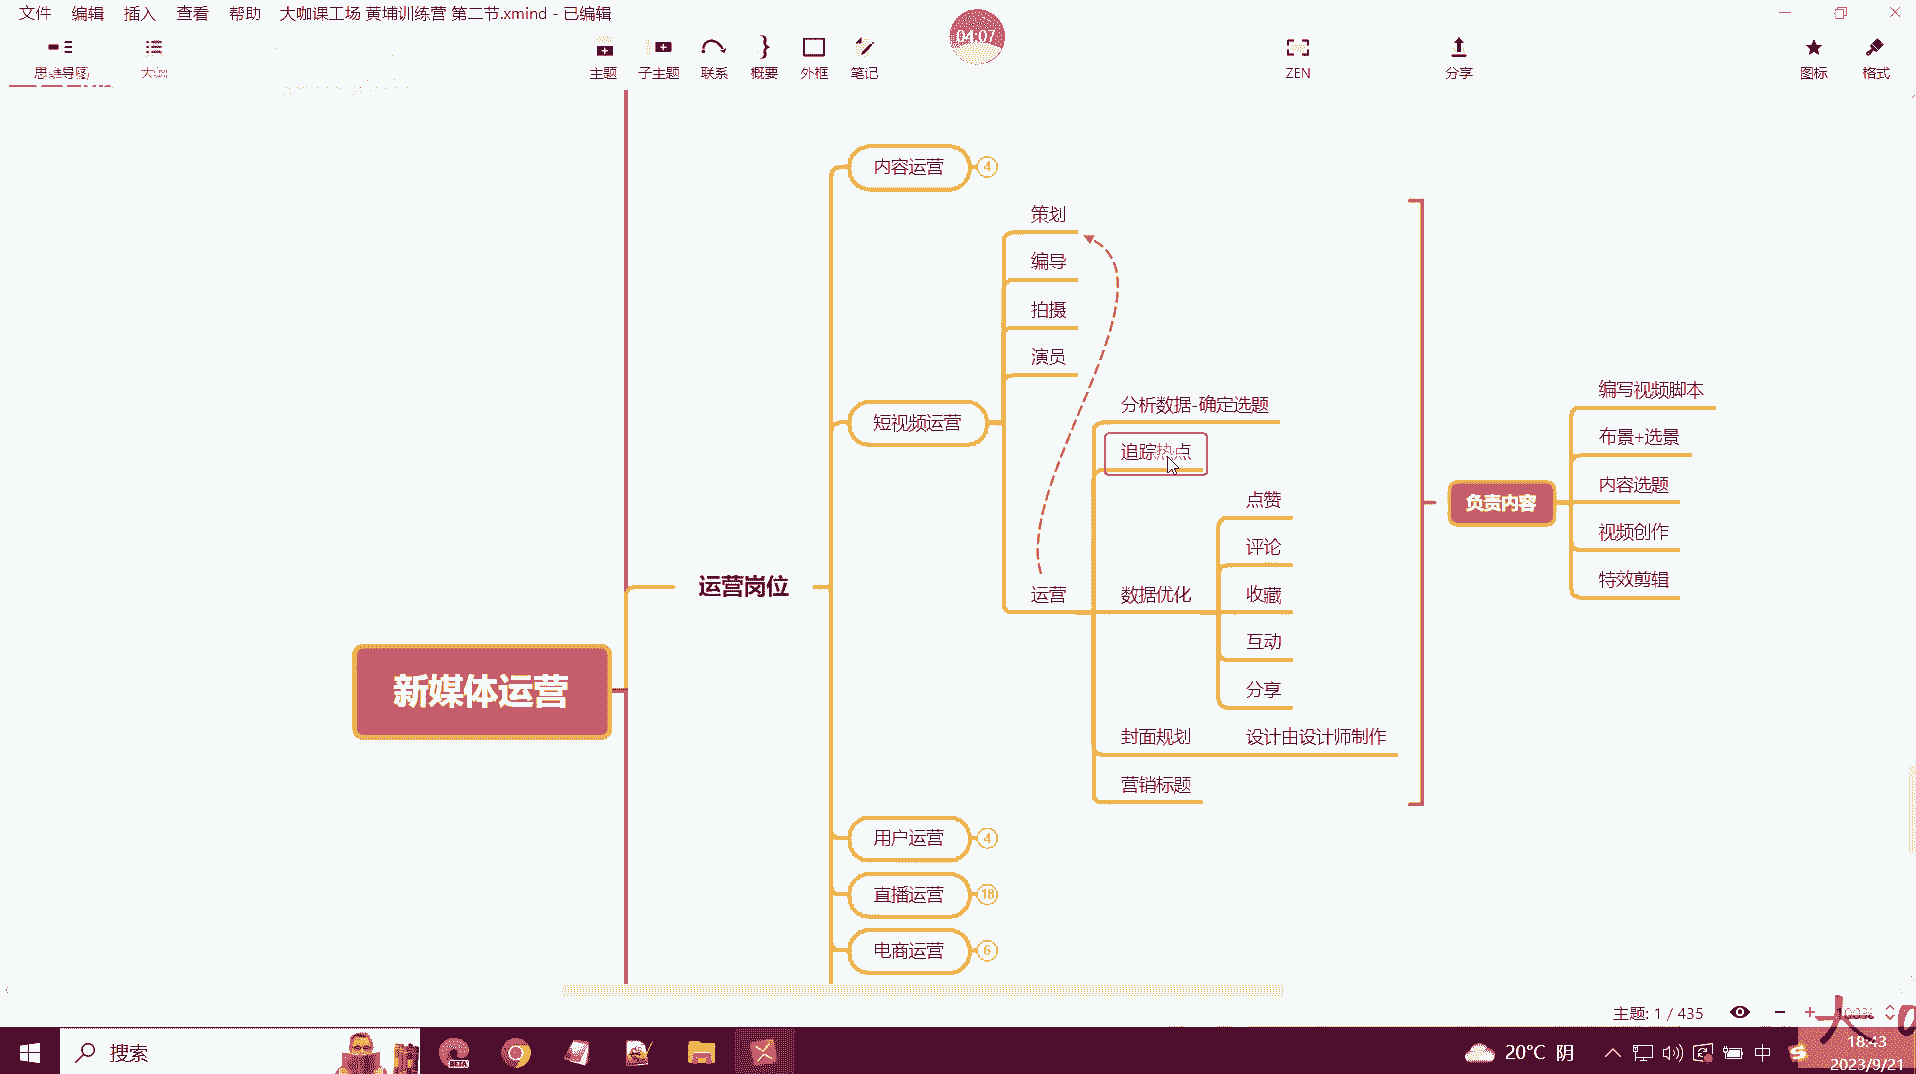 文件 编辑 插入 查看 帮助 大咖课工场 黄埔训练营 第二节.xmind - 已编辑
04:07
思维导图 大纲 主题 子主题 联系 概要 外框 笔记 ZEN 分享 图标 格式
内容运营 4
策划
编导
拍摄
演员
短视频运营
分析数据-确定选题
追踪热点
点赞
评论
运营 数据优化 收藏
互动
分享
封面规划 设计由设计师制作
营销标题
负责内容
编写视频脚本
布景+选景
内容选题
视频创作
特效剪辑
运营岗位
新媒体运营
用户运营 4
直播运营 18
电商运营 6
主题: 1 / 435
100%
大
搜索
BETA
20°C 阴
中
18:43
2023/9/21